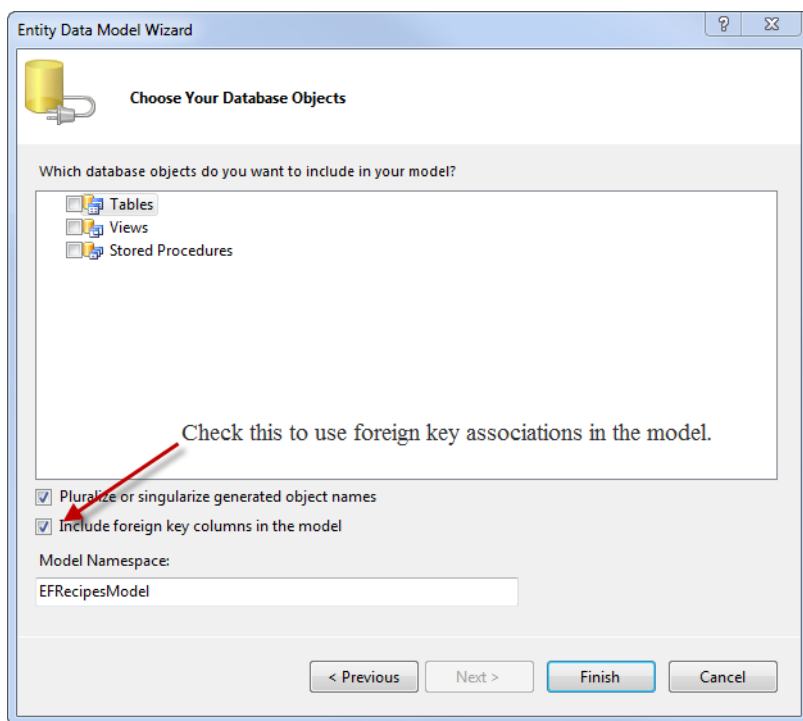 Entity Data Model Wizard
Choose Your Database Objects
Which database objects do you want to include in your model?
Tables
Views
Stored Procedures
Check this to use foreign key associations in the model.
Pluralize or singularize generated object names
Include foreign key columns in the model
Model Namespace:
EFRecipesModel
< Previous
Next >
Finish
Cancel